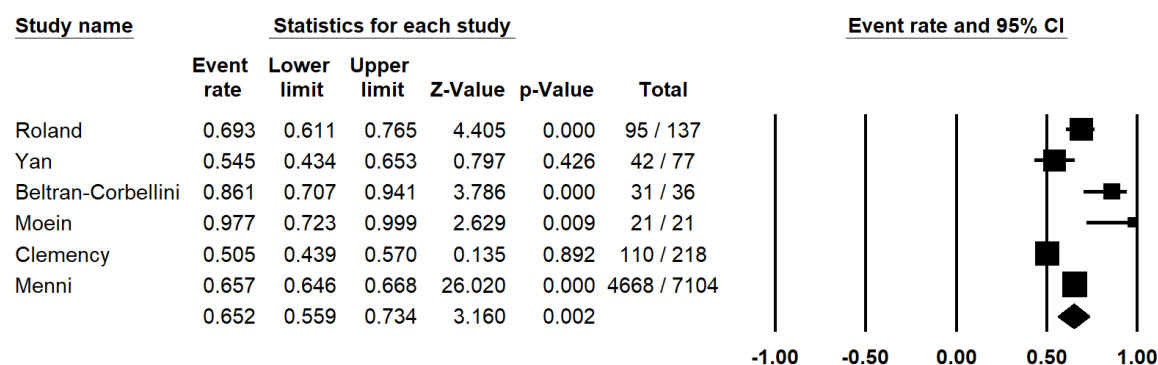 Study name Statistics for each study Event rate and 95% CI
Event Lower Upper
rate limit limit Z-Value p-Value Total
Roland 0.693 0.611 0.765 4.405 0.000 95 / 137
Yan 0.545 0.434 0.653 0.797 0.426 42 / 77
Beltran-Corbellini 0.861 0.707 0.941 3.786 0.000 31 / 36
Moein 0.977 0.723 0.999 2.629 0.009 21 / 21
Clemency 0.505 0.439 0.570 0.135 0.892 110 / 218
Menni 0.657 0.646 0.668 26.020 0.000 4668 / 7104
0.652 0.559 0.734 3.160 0.002
-1.00 -0.50 0.00 0.50 1.00